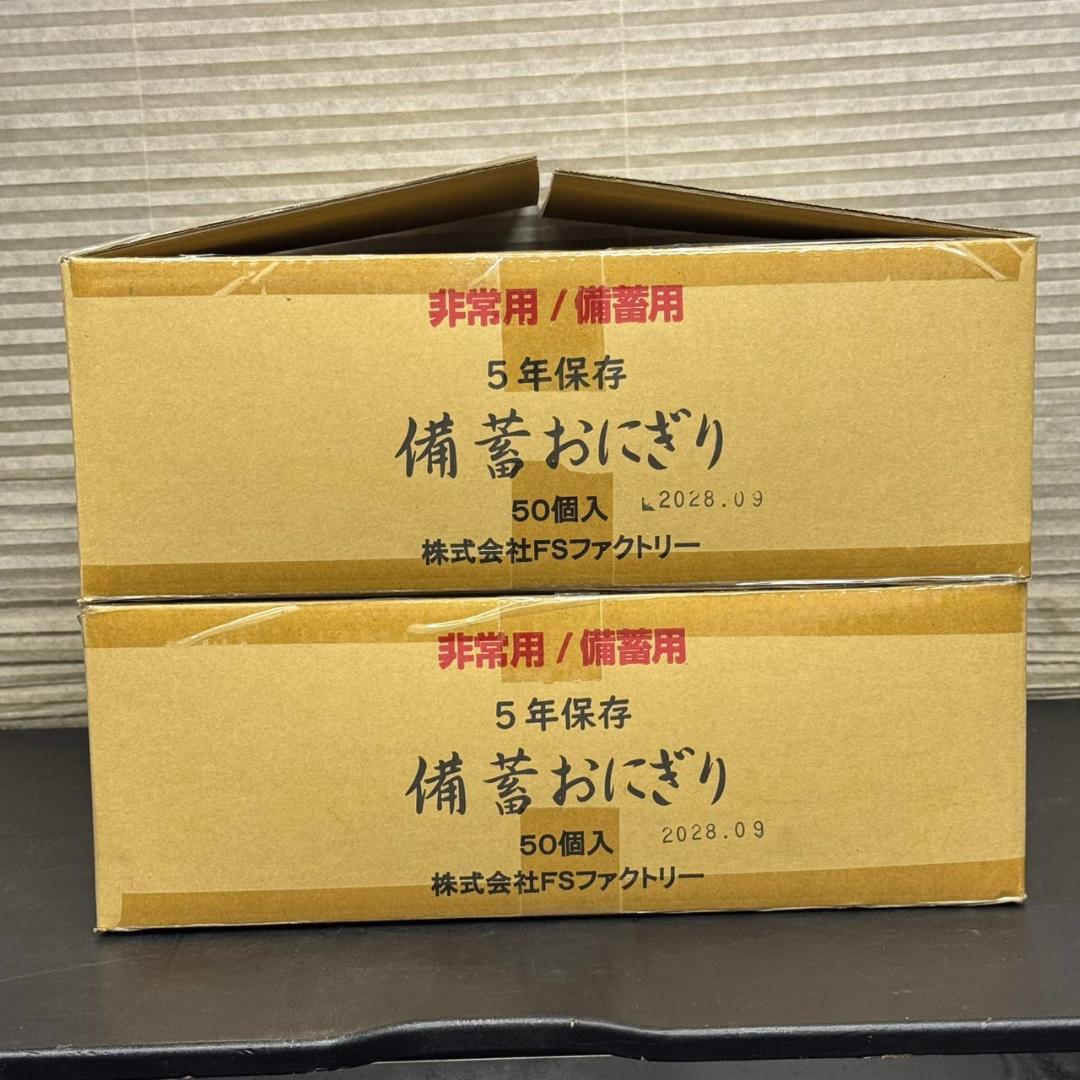 非常用 / 備蓄用
5年保存
備蓄おにぎり
50個入 2028.09
株式会社FSファクトリー
非常用 / 備蓄用
5年保存
備蓄おにぎり
50個入 2028.09
株式会社FSファクトリー